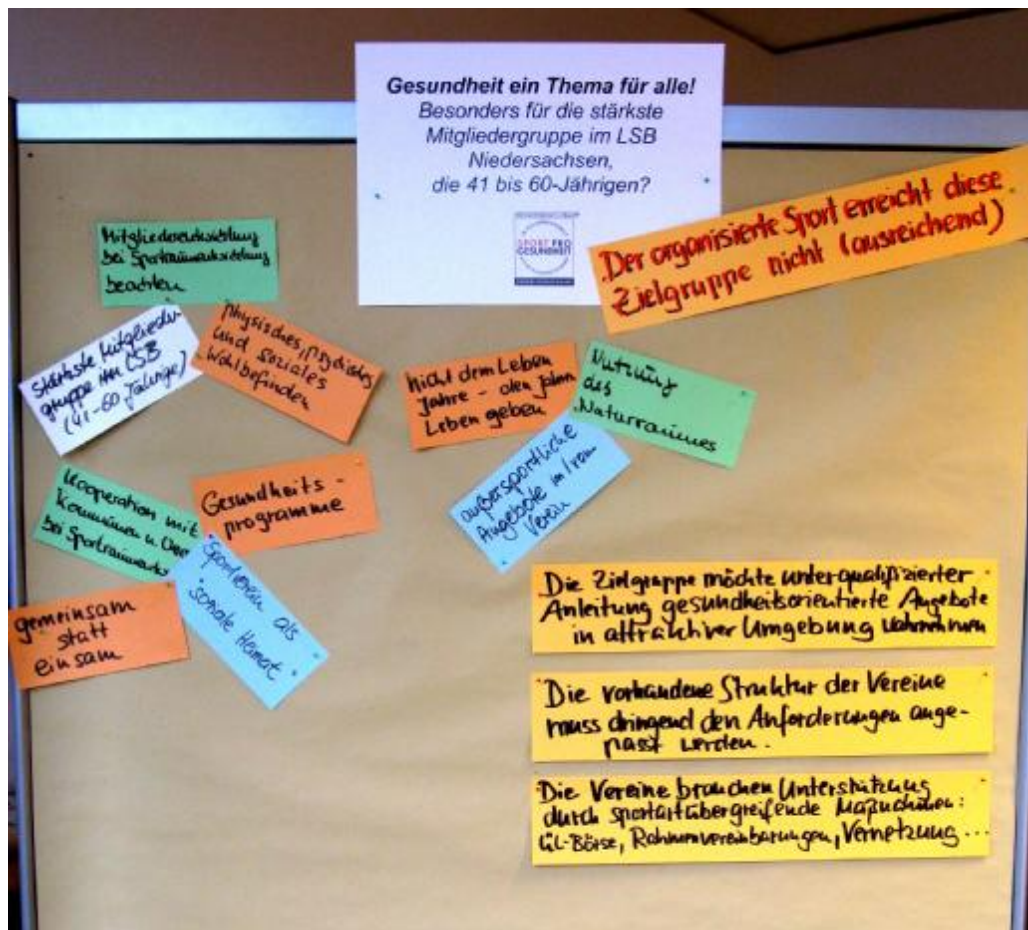 Gesundheit ein Thema für alle!
Besonders für die stärkste
Mitgliedergruppe im LSB
Niedersachsen,
die 41 bis 60-Jährigen?
SPORT PRO
GESUNDHEIT
Der organisierte Sport erreicht diese
Zielgruppe nicht (ausreichend)
Mitgliederentwicklung
bei Sportraumentwicklung
beachten
stärkste Mitglieder
gruppe im LSB
(41-60 Jährige)
physisches, psychisches
und soziales
Wohlbefinden
nicht dem Leben
Jahre - den Jahren
Leben geben
Nutzung
des
Naturraumes
außersportliche
Angebote im/vom
Verein
Kooperation mit
Kommunen u.
bei
Gesundheits-
programme
Sportverein als
soziale Heimat
gemeinsam
statt
einsam
Die Zielgruppe möchte unter qualifizierter
Anleitung gesundheitsorientierte Angebote
in attraktiver Umgebung wahrnehmen
Die vorhandene Struktur der Vereine
muss dringend den Anforderungen ange-
passt werden.
Die Vereine brauchen Unterstützung
durch sportartübergreifende Maßnahmen:
ÜL-Börse, Rahmenvereinbarungen, Vernetzung ...